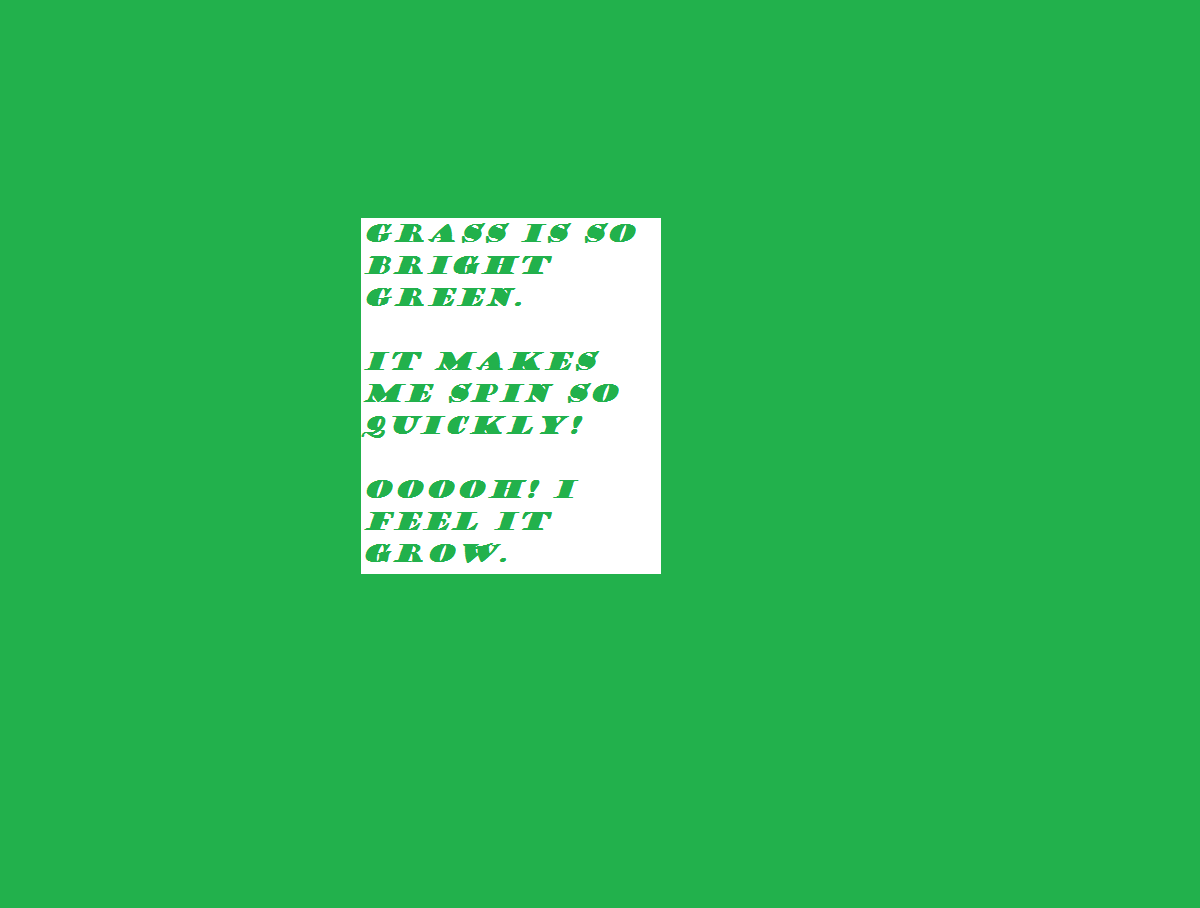 GRASS IS SO
BRIGHT
GREEN.
IT MAKES
ME SPIN SO
QUICKLY!
OOOOH! I
FEEL IT
GROW.